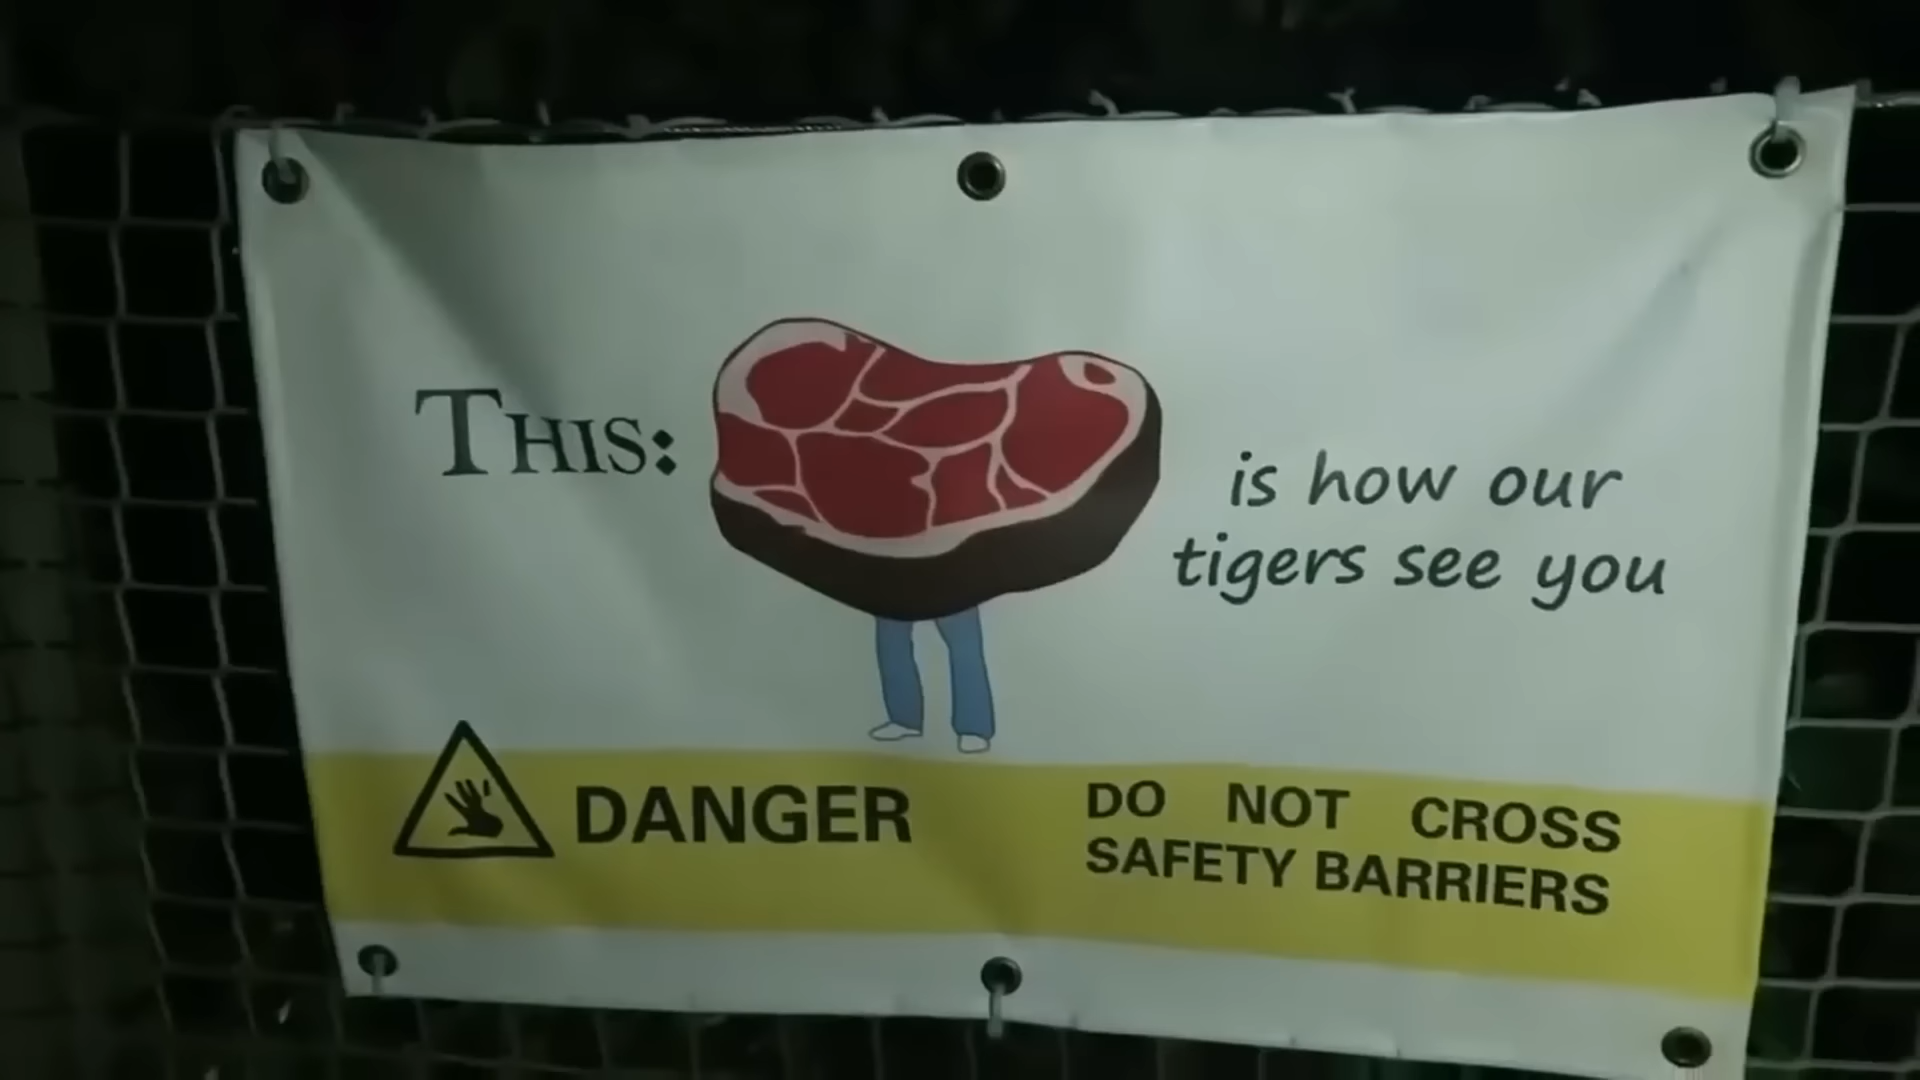 THIS:
is how our
tigers see you
DANGER
DO NOT CROSS
SAFETY BARRIERS